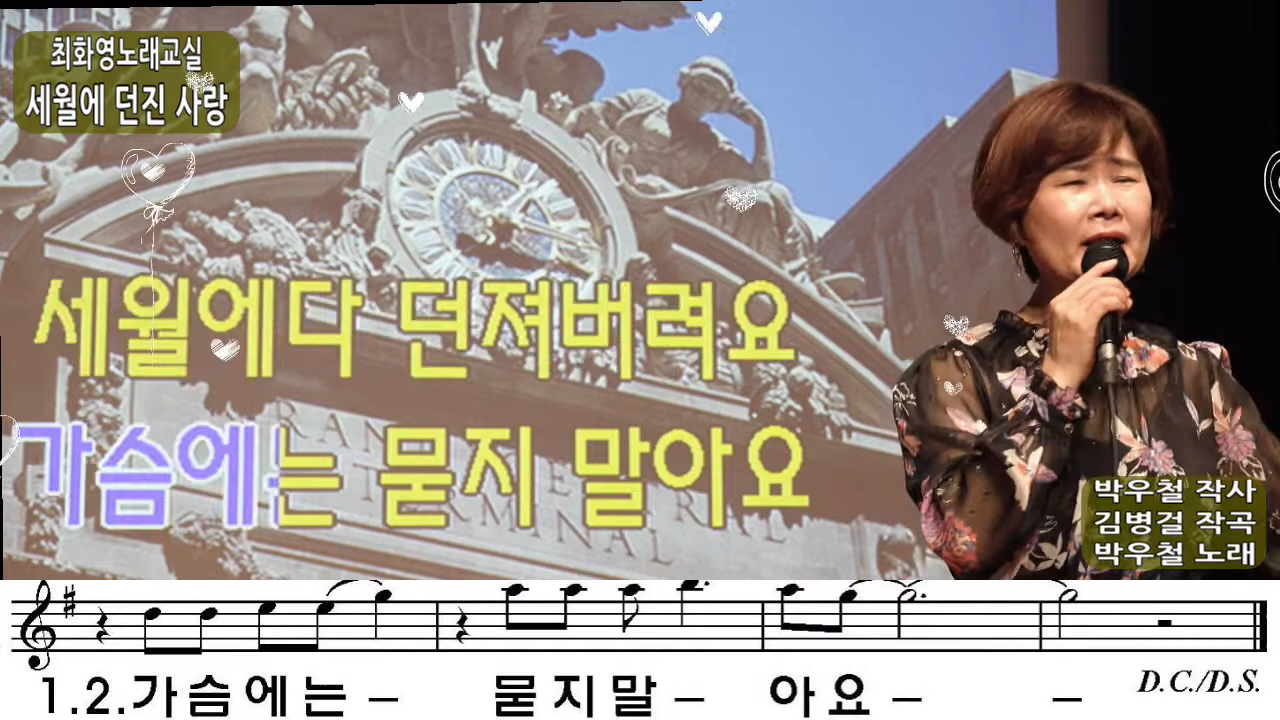 최화영노래교실
세월에 던진 사랑
세월에다 던져버려요
가슴에는 묻지 말아요
GRAND CENTRAL
TERMINAL
박우철 작사
김병걸 작곡
박우철 노래
1.2.가슴에는 – 묻지말 – 아요 – –
D.C./D.S.